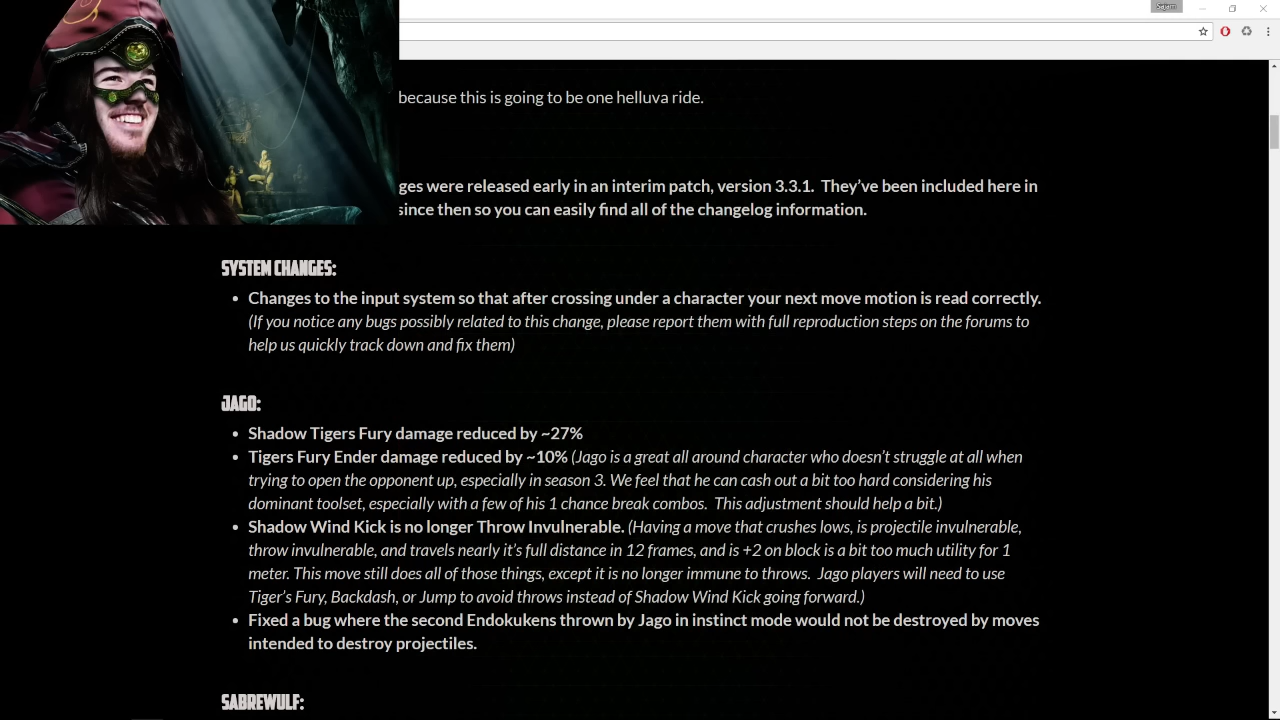 Sajam
because this is going to be one helluva ride.
ges were released early in an interim patch, version 3.3.1. They’ve been included here in
since then so you can easily find all of the changelog information.
SYSTEM CHANGES:
• Changes to the input system so that after crossing under a character your next move motion is read correctly.
(If you notice any bugs possibly related to this change, please report them with full reproduction steps on the forums to
help us quickly track down and fix them)
JAGO:
• Shadow Tigers Fury damage reduced by ~27%
• Tigers Fury Ender damage reduced by ~10% (Jago is a great all around character who doesn’t struggle at all when
trying to open the opponent up, especially in season 3. We feel that he can cash out a bit too hard considering his
dominant toolset, especially with a few of his 1 chance break combos. This adjustment should help a bit.)
• Shadow Wind Kick is no longer Throw Invulnerable. (Having a move that crushes lows, is projectile invulnerable,
throw invulnerable, and travels nearly it’s full distance in 12 frames, and is +2 on block is a bit too much utility for 1
meter. This move still does all of those things, except it is no longer immune to throws. Jago players will need to use
Tiger’s Fury, Backdash, or Jump to avoid throws instead of Shadow Wind Kick going forward.)
• Fixed a bug where the second Endokukens thrown by Jago in instinct mode would not be destroyed by moves
intended to destroy projectiles.
SABREWULF: